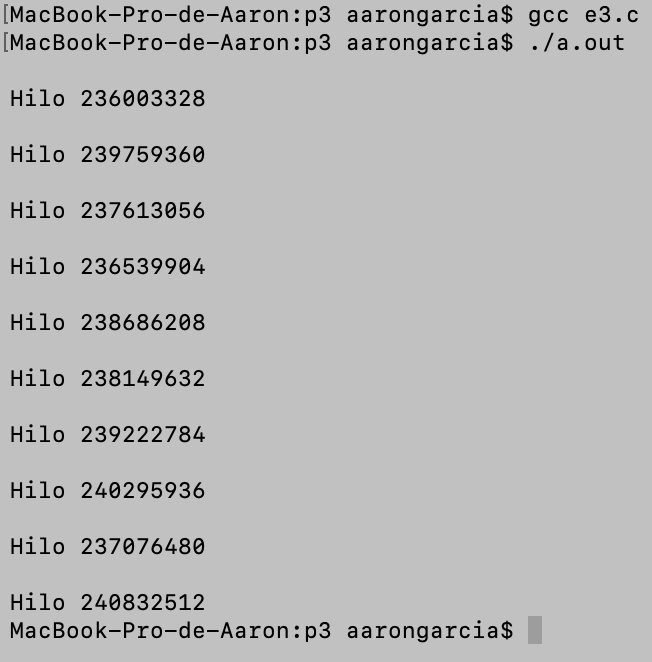 [MacBook-Pro-de-Aaron:p3 aarongarcia$ gcc e3.c
[MacBook-Pro-de-Aaron:p3 aarongarcia$ ./a.out
Hilo 236003328
Hilo 239759360
Hilo 237613056
Hilo 236539904
Hilo 238686208
Hilo 238149632
Hilo 239222784
Hilo 240295936
Hilo 237076480
Hilo 240832512
MacBook-Pro-de-Aaron:p3 aarongarcia$